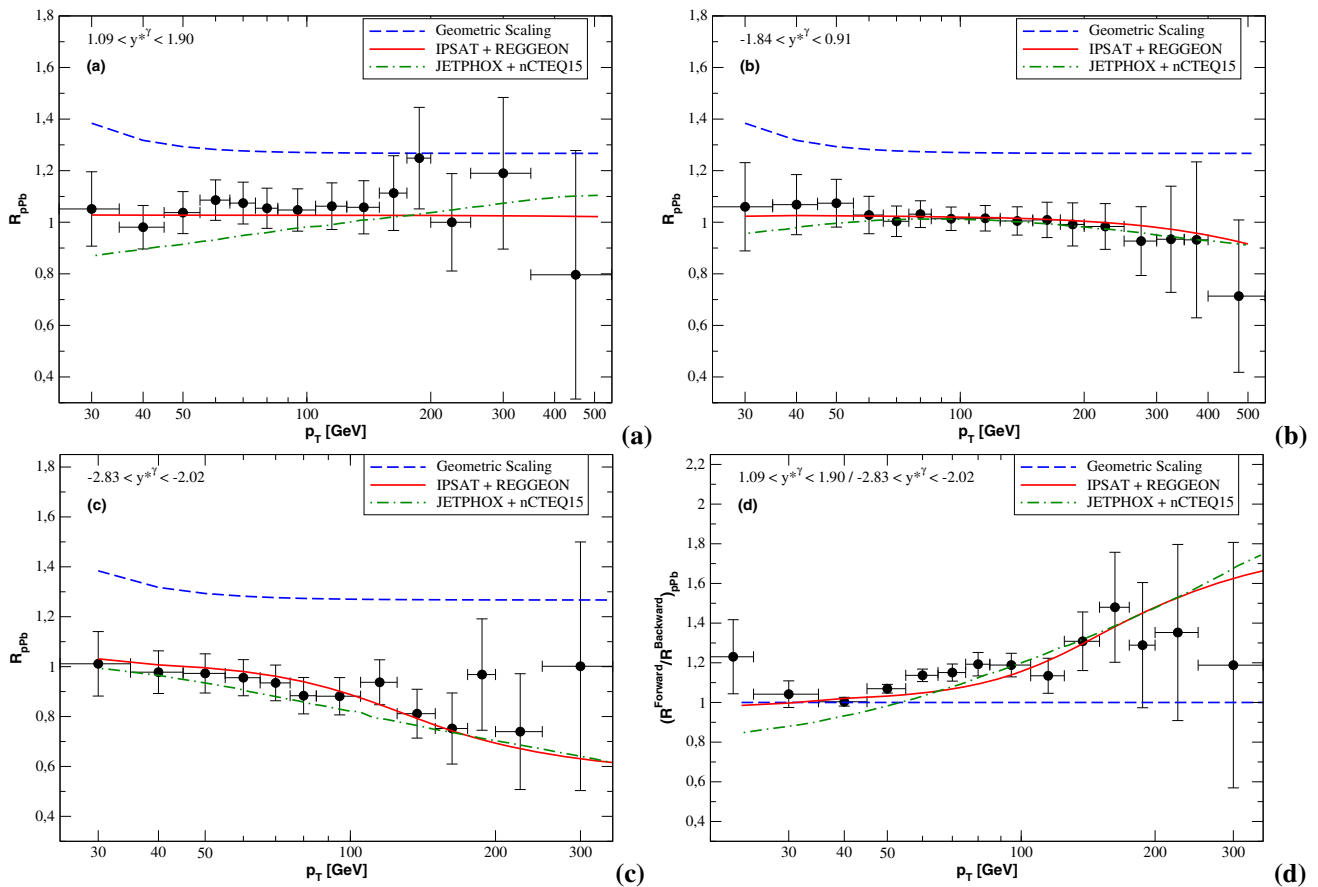 1.09 < y*γ < 1.90
(a)
Geometric Scaling
IPSAT + REGGEON
JETPHOX + nCTEQ15
1,8
1,6
1,4
1,2
1
0,8
0,6
0,4
RpPb
30
40
50
100
200
300
400
500
pT [GeV]
(a)
-1.84 < y*γ < 0.91
(b)
Geometric Scaling
IPSAT + REGGEON
JETPHOX + nCTEQ15
1,8
1,6
1,4
1,2
1
0,8
0,6
0,4
RpPb
30
40
50
100
200
300
400
500
pT [GeV]
(b)
-2.83 < y*γ < -2.02
(c)
Geometric Scaling
IPSAT + REGGEON
JETPHOX + nCTEQ15
1,8
1,6
1,4
1,2
1
0,8
0,6
0,4
RpPb
30
40
50
100
200
300
pT [GeV]
(c)
1.09 < y*γ < 1.90 / -2.83 < y*γ < -2.02
(d)
Geometric Scaling
IPSAT + REGGEON
JETPHOX + nCTEQ15
2,2
2
1,8
1,6
1,4
1,2
1
0,8
0,6
0,4
(RForward/RBackward)pPb
30
40
50
100
200
300
pT [GeV]
(d)